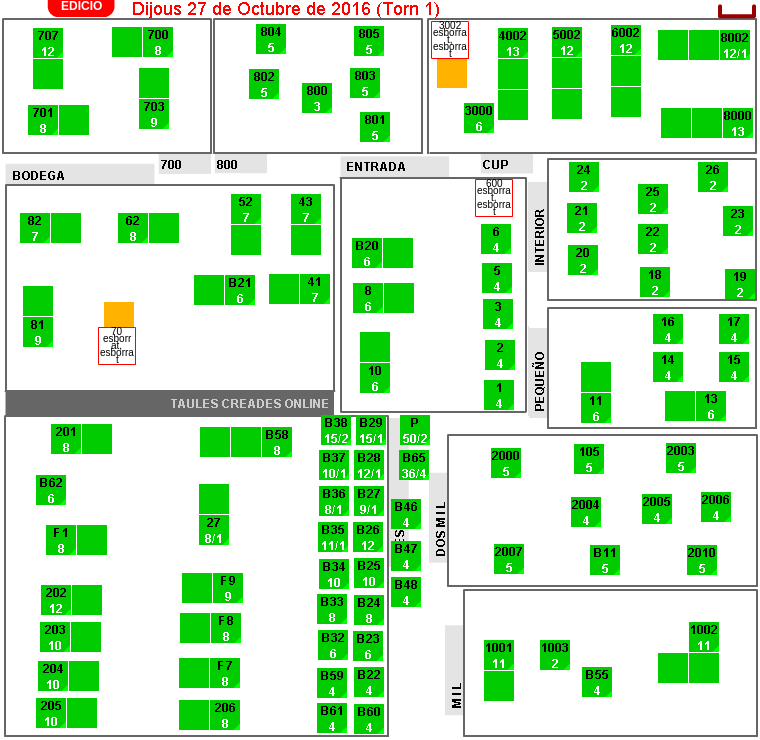 EDICIO
Dijous 27 de Octubre de 2016 (Torn 1)
707
12
700
8
701
8
703
9
804
5
805
5
802
5
800
3
803
5
801
5
3002
esborra
t,
esborra
t
3000
6
4002
13
5002
12
6002
12
8002
12/1
8000
13
BODEGA
700
800
ENTRADA
CUP
82
7
62
8
52
7
43
7
B21
6
41
7
81
9
70
esborr
at,
esborra
t
600
esborra
t,
esborra
t
B20
6
8
6
10
6
6
4
5
4
3
4
2
4
1
4
INTERIOR
24
2
21
2
20
2
25
2
22
2
18
2
26
2
23
2
19
2
PEQUEÑO
16
4
17
4
14
4
15
4
11
6
13
6
TAULES CREADES ONLINE
201
8
B58
8
B62
6
27
8/1
F1
8
202
12
F9
9
203
10
F8
8
204
10
F7
8
205
10
206
8
B38
15/2
B29
15/1
B37
10/1
B28
12/1
B36
8/1
B27
9/1
B35
11/1
B26
12
B34
10
B25
10
B33
8
B24
8
B32
6
B23
6
B59
4
B22
4
B61
4
B60
4
P
50/2
B65
36/4
B46
4
B47
4
B48
4
ES
DOS MIL
2000
5
105
5
2003
5
2004
4
2005
4
2006
4
2007
5
B11
5
2010
5
MIL
1001
11
1003
2
B55
4
1002
11